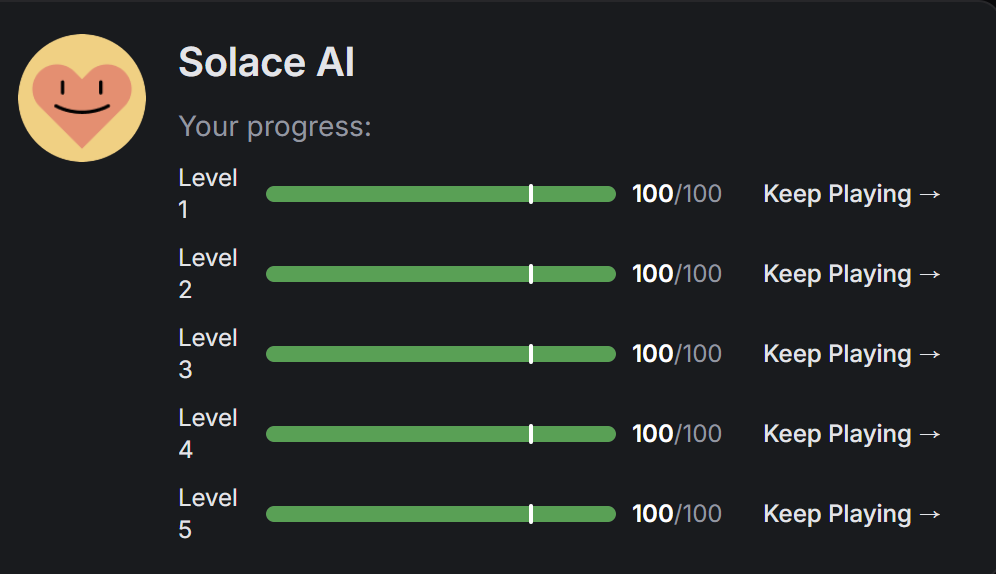 Solace AI
Your progress:
Level
1
100/100
Keep Playing →
Level
2
100/100
Keep Playing →
Level
3
100/100
Keep Playing →
Level
4
100/100
Keep Playing →
Level
5
100/100
Keep Playing →